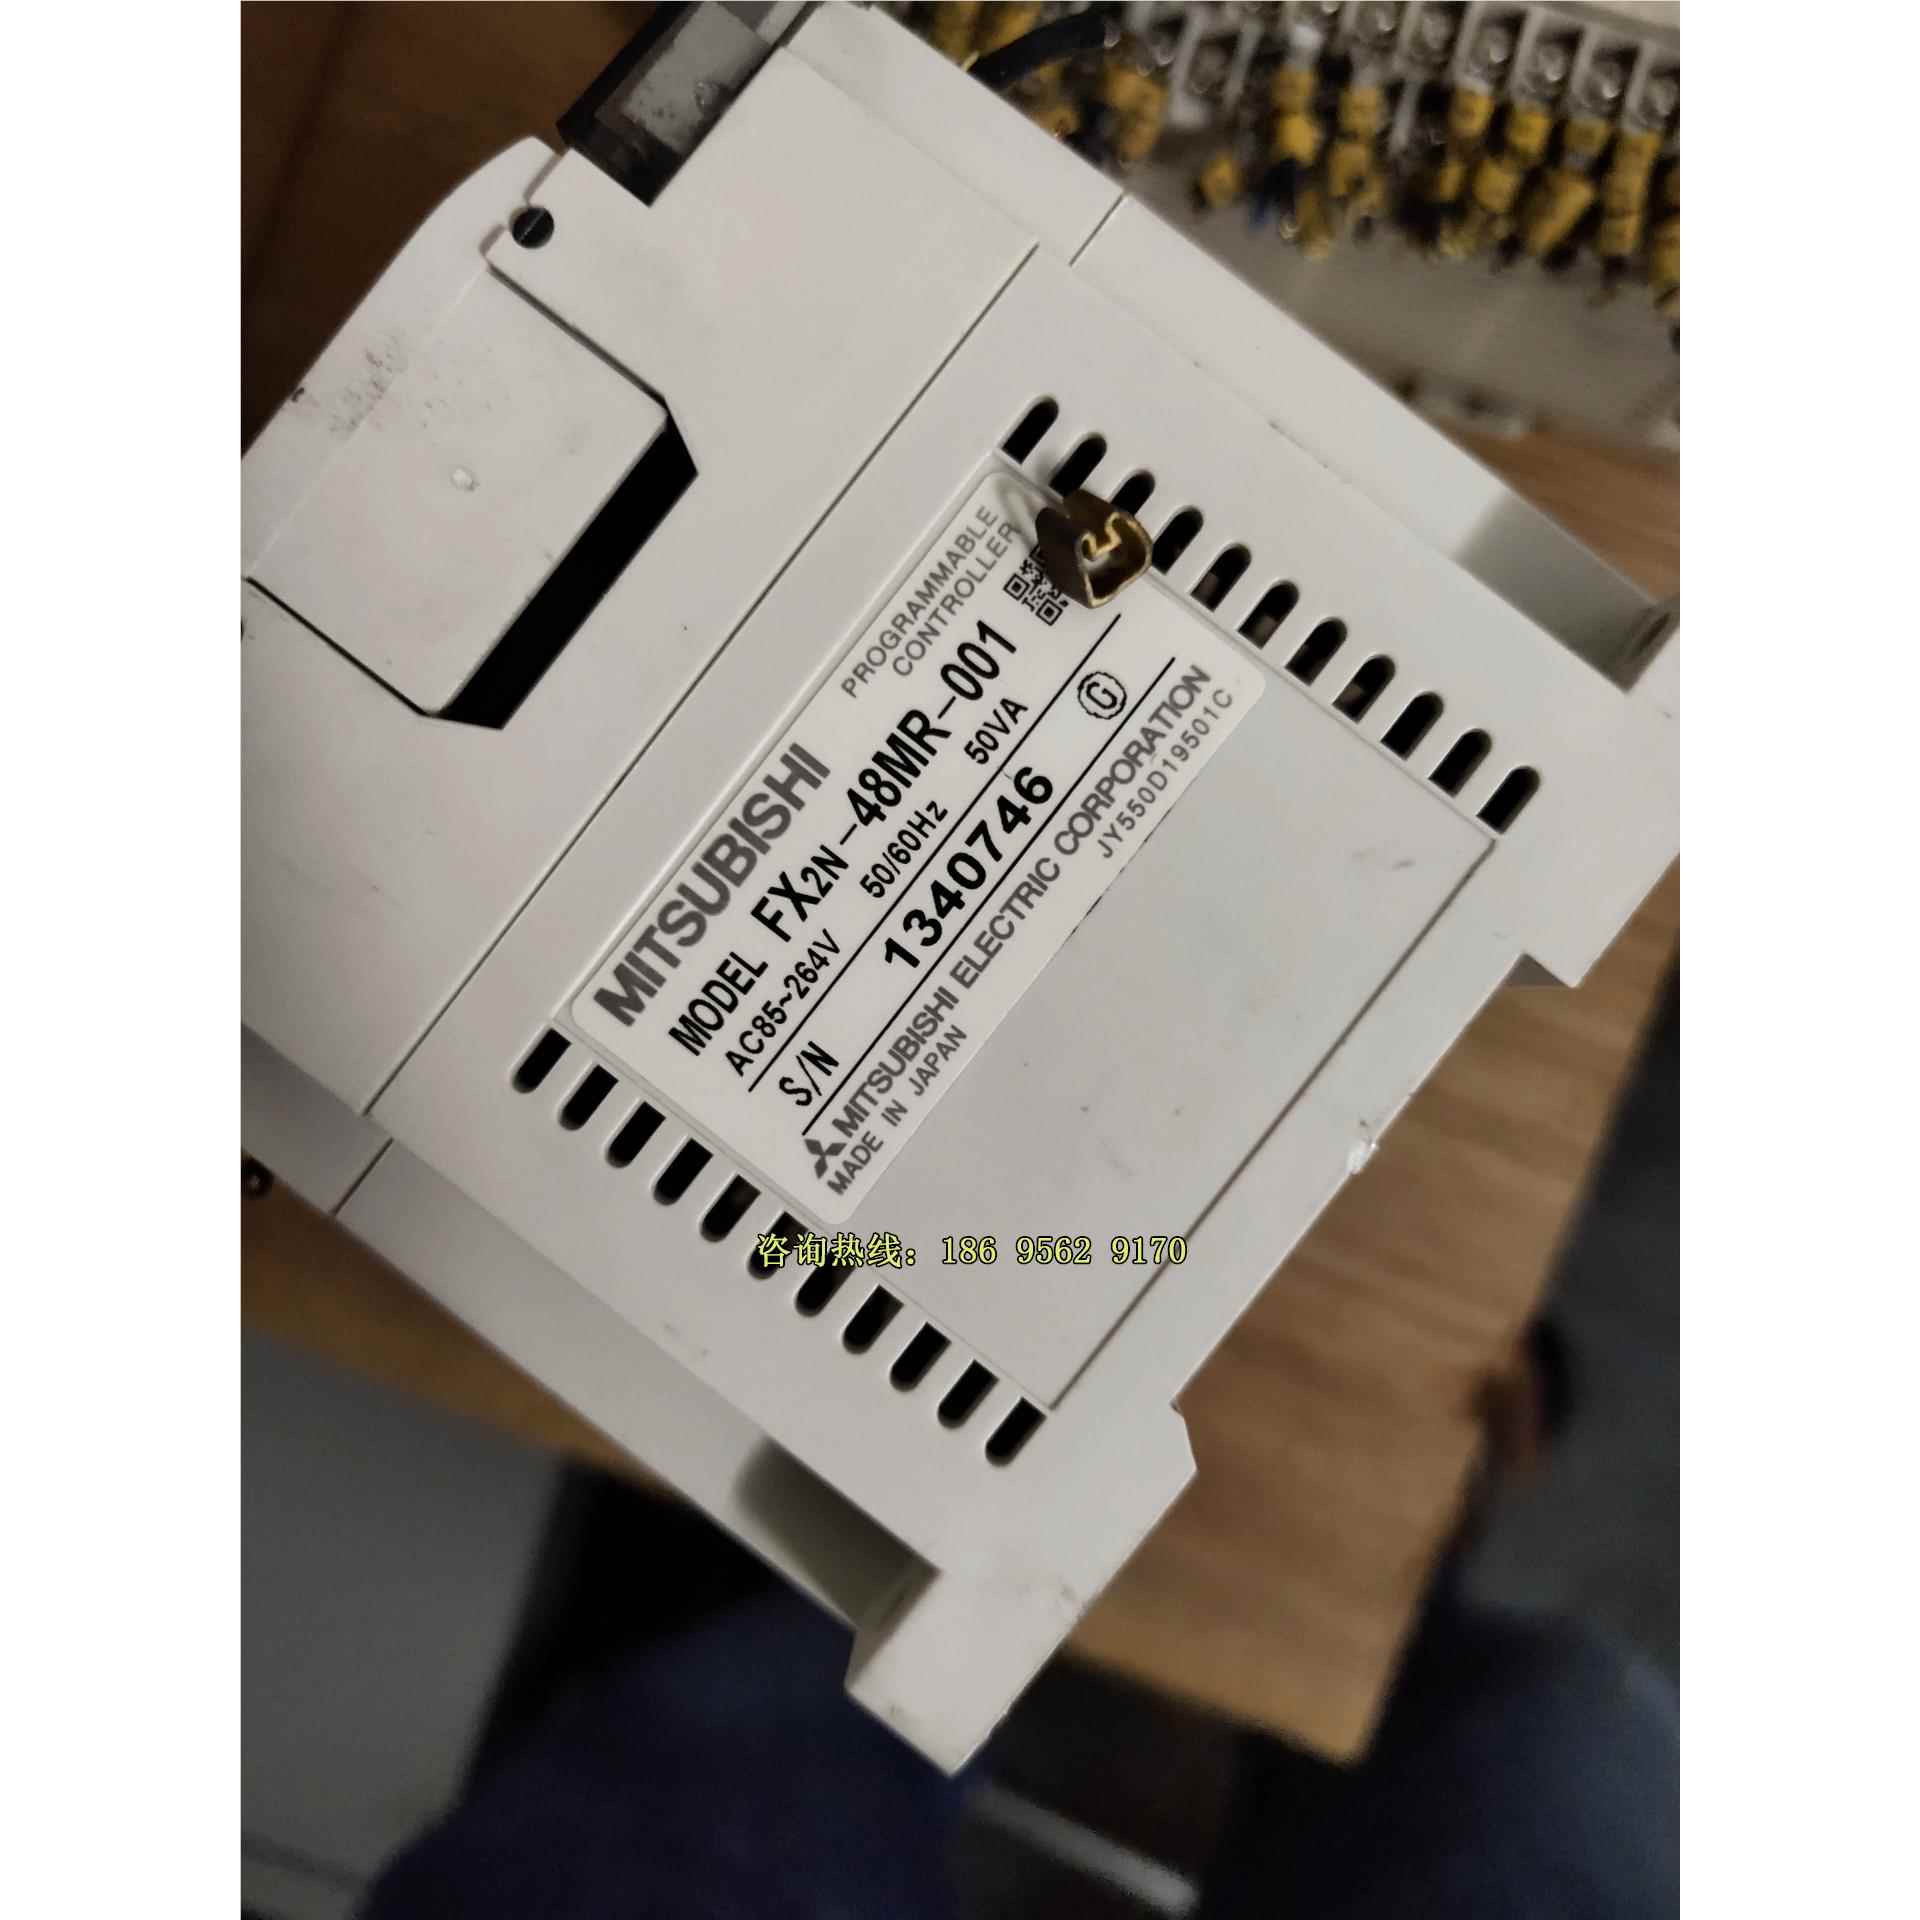 PROGRAMMABLE
CONTROLLER
MITSUBISHI
MODEL FX2N-48MR-001
AC85~264V 50/60Hz 50VA
S/N 1340746
G
MITSUBISHI ELECTRIC CORPORATION
MADE IN JAPAN JY550D19501C
咨询热线：186 9562 9170